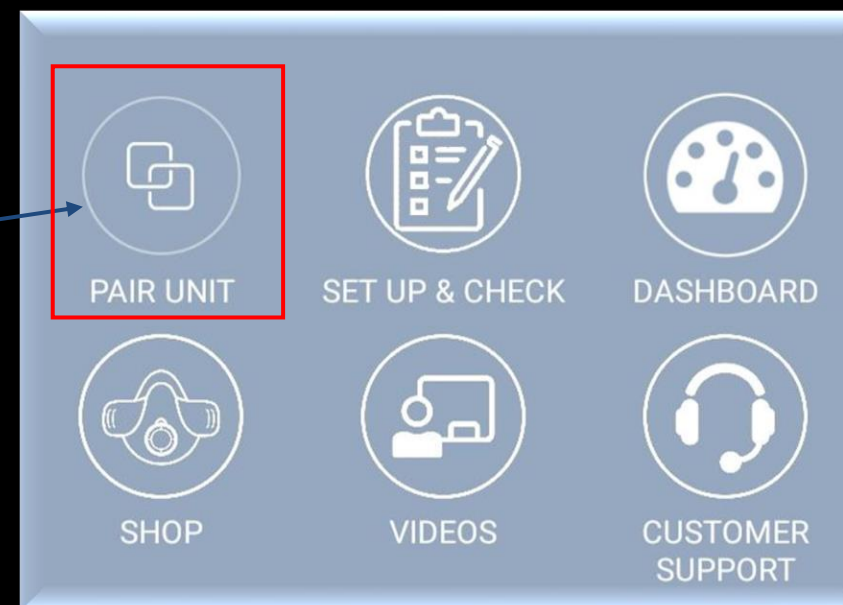 PAIR UNIT
SET UP & CHECK
DASHBOARD
SHOP
VIDEOS
CUSTOMER
SUPPORT